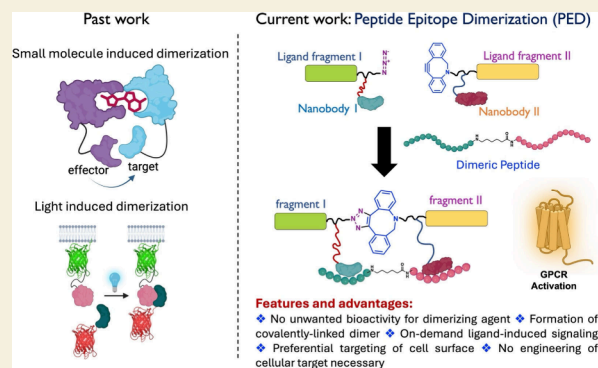 Past work
Small molecule induced dimerization
effector
target
Light induced dimerization
Current work: Peptide Epitope Dimerization (PED)
Ligand fragment I
Nanobody I
Ligand fragment II
Nanobody II
Dimeric Peptide
fragment I
fragment II
GPCR
Activation
Features and advantages:
❖ No unwanted bioactivity for dimerizing agent ❖ Formation of
covalently-linked dimer ❖ On-demand ligand-induced signaling
❖ Preferential targeting of cell surface ❖ No engineering of
cellular target necessary